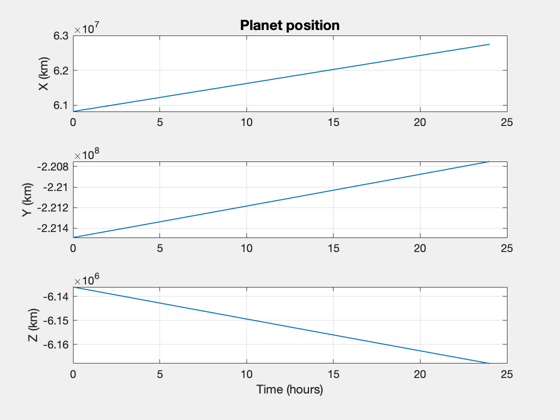 Planet position
×10^7
6.3
6.2
6.1
X (km)
0 5 10 15 20 25
×10^8
-2.208
-2.21
-2.212
-2.214
Y (km)
0 5 10 15 20 25
×10^6
-6.14
-6.15
-6.16
Z (km)
0 5 10 15 20 25
Time (hours)